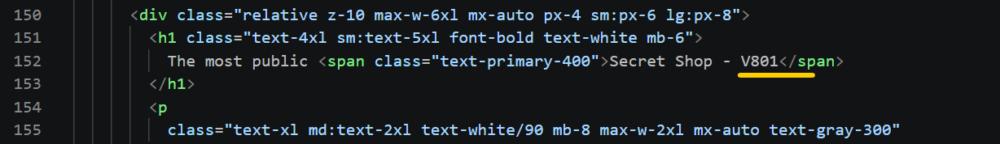 150 <div class="relative z-10 max-w-6xl mx-auto px-4 sm:px-6 lg:px-8">
151 <h1 class="text-4xl sm:text-5xl font-bold text-white mb-6">
152 The most public <span class="text-primary-400">Secret Shop - V801</span>
153 </h1>
154 <p
155 class="text-xl md:text-2xl text-white/90 mb-8 max-w-2xl mx-auto text-gray-300"